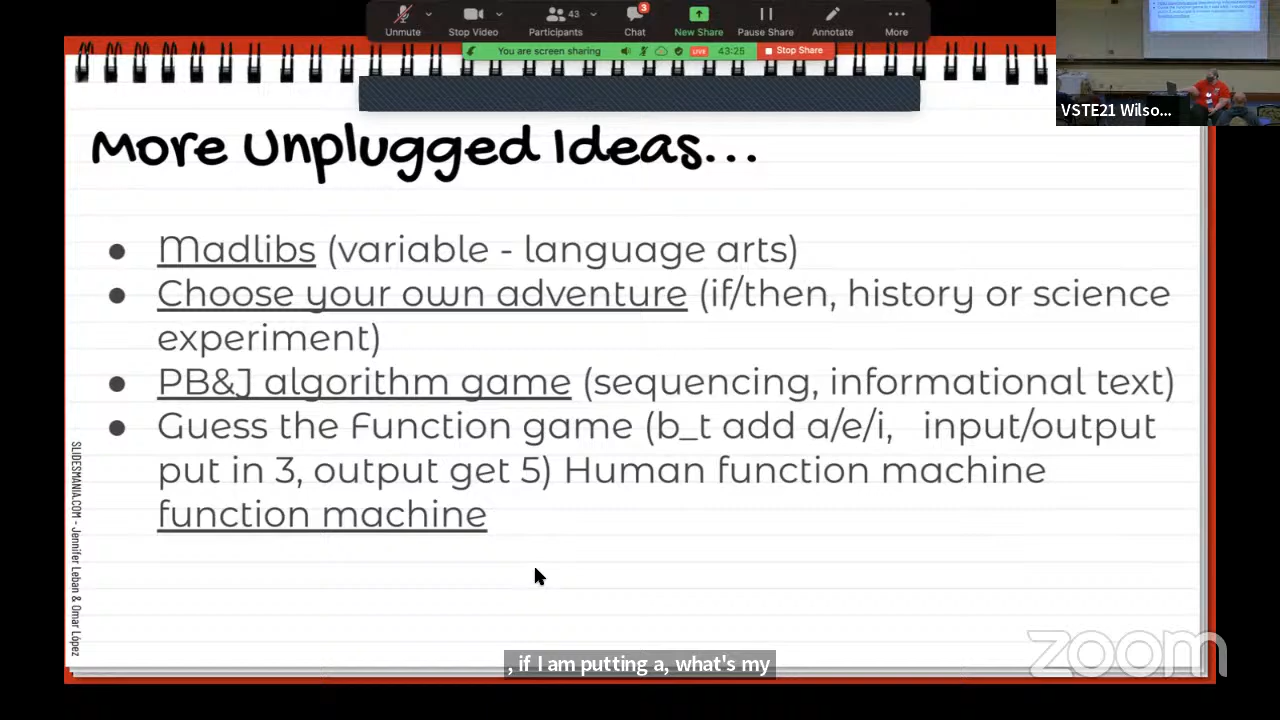 Unmute
Stop Video
Participants
43
Chat
3
New Share
Pause Share
Annotate
More
You are screen sharing
LIVE
43:25
Stop Share
VSTE21 Wilso...
More Unplugged Ideas...
● Madlibs (variable - language arts)
● Choose your own adventure (if/then, history or science
experiment)
● PB&J algorithm game (sequencing, informational text)
● Guess the Function game (b_t add a/e/i, input/output
put in 3, output get 5) Human function machine
function machine
SLIDESMANIA.COM - Jennifer Leban & Omar López
, if I am putting a, what's my
zoom